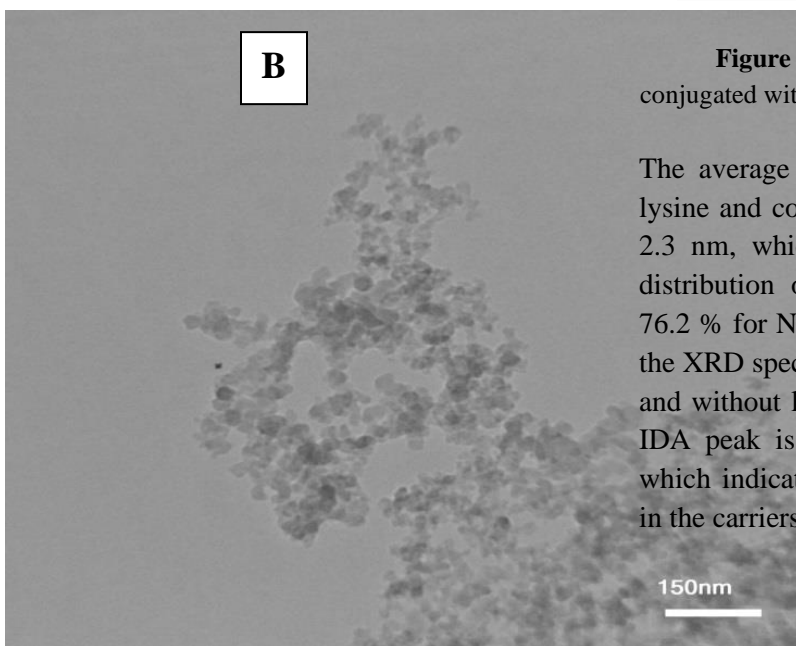 B
Figure
conjugated wit
The average
lysine and co
2.3 nm, whi
distribution o
76.2 % for N
the XRD spec
and without l
IDA peak is
which indicat
in the carriers
150nm